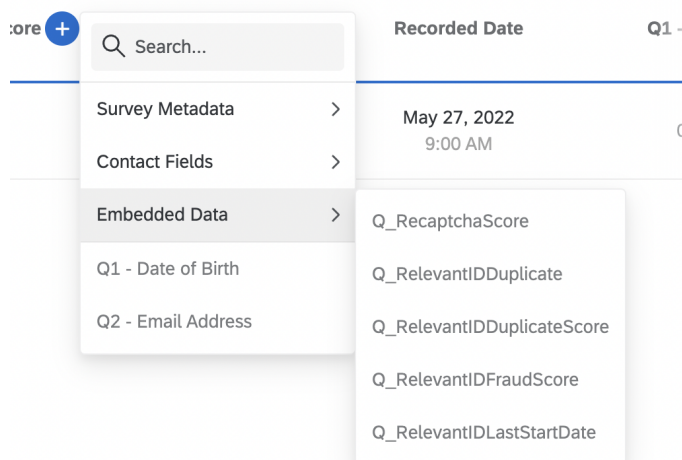 ore + Recorded Date Q1 -
Search...
Survey Metadata
May 27, 2022
9:00 AM
Contact Fields
Embedded Data
Q1 - Date of Birth
Q2 - Email Address
Q_RecaptchaScore
Q_RelevantIDDuplicate
Q_RelevantIDDuplicateScore
Q_RelevantIDFraudScore
Q_RelevantIDLastStartDate